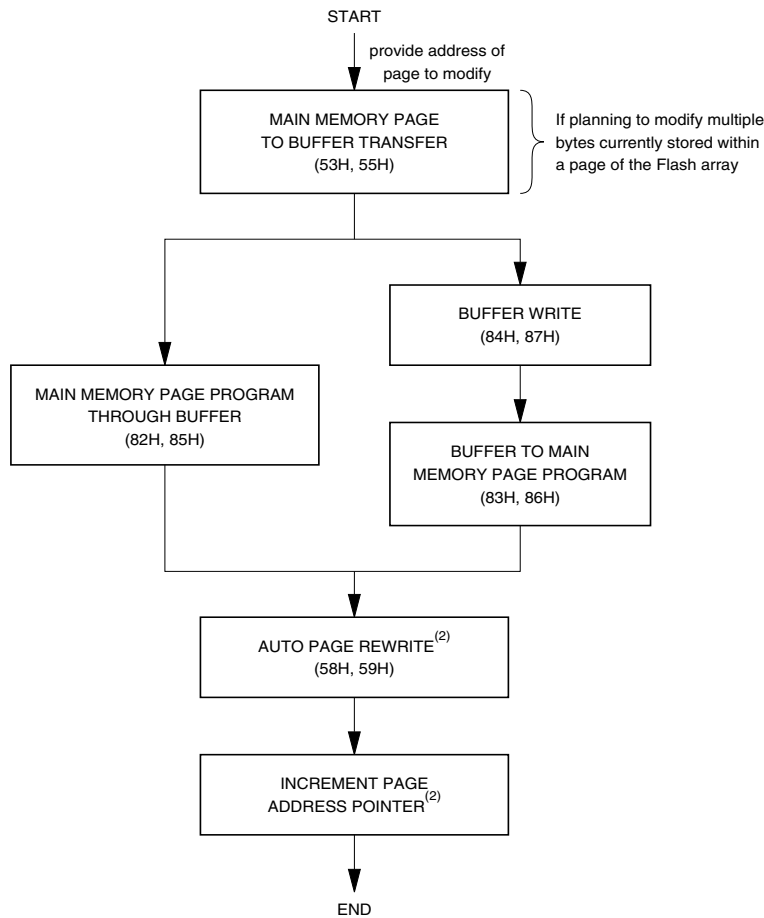 START
provide address of
page to modify
MAIN MEMORY PAGE
TO BUFFER TRANSFER
(53H, 55H)
If planning to modify multiple
bytes currently stored within
a page of the Flash array
BUFFER WRITE
(84H, 87H)
MAIN MEMORY PAGE PROGRAM
THROUGH BUFFER
(82H, 85H)
BUFFER TO MAIN
MEMORY PAGE PROGRAM
(83H, 86H)
AUTO PAGE REWRITE(2)
(58H, 59H)
INCREMENT PAGE
ADDRESS POINTER(2)
END